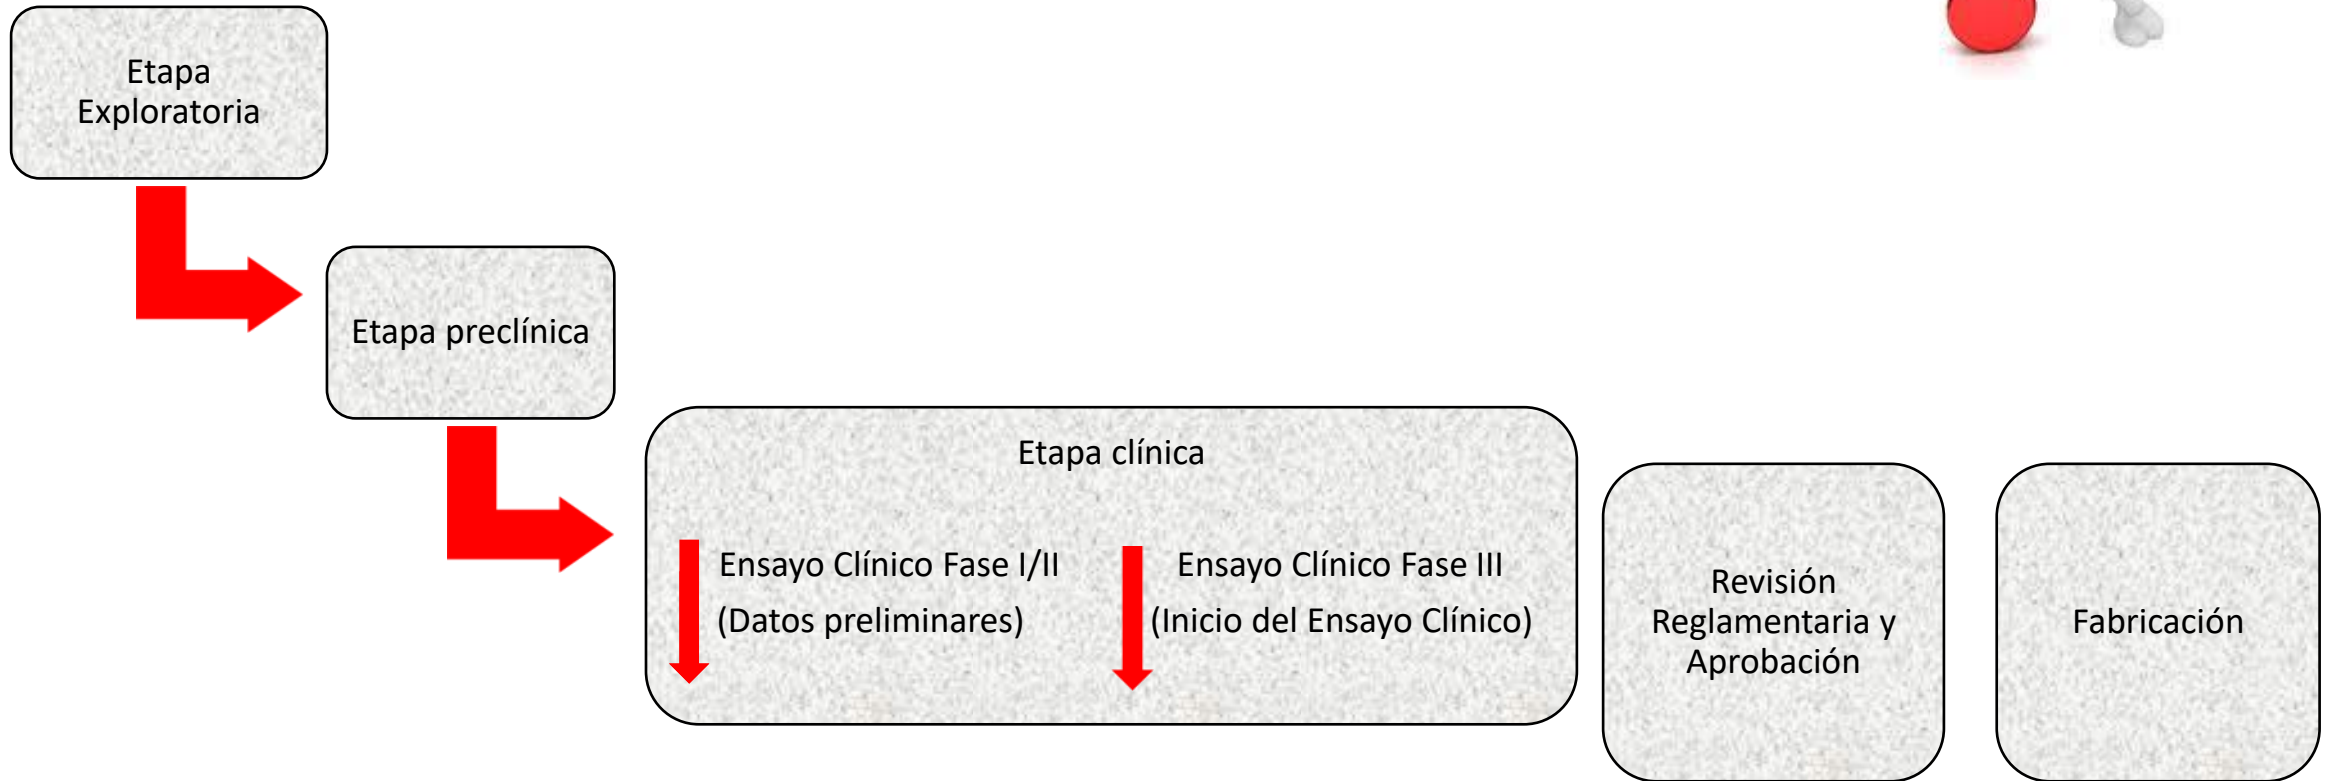 Etapa
Exploratoria
Etapa preclínica
Etapa clínica
Ensayo Clínico Fase I/II
(Datos preliminares)
Ensayo Clínico Fase III
(Inicio del Ensayo Clínico)
Revisión
Reglamentaria y
Aprobación
Fabricación